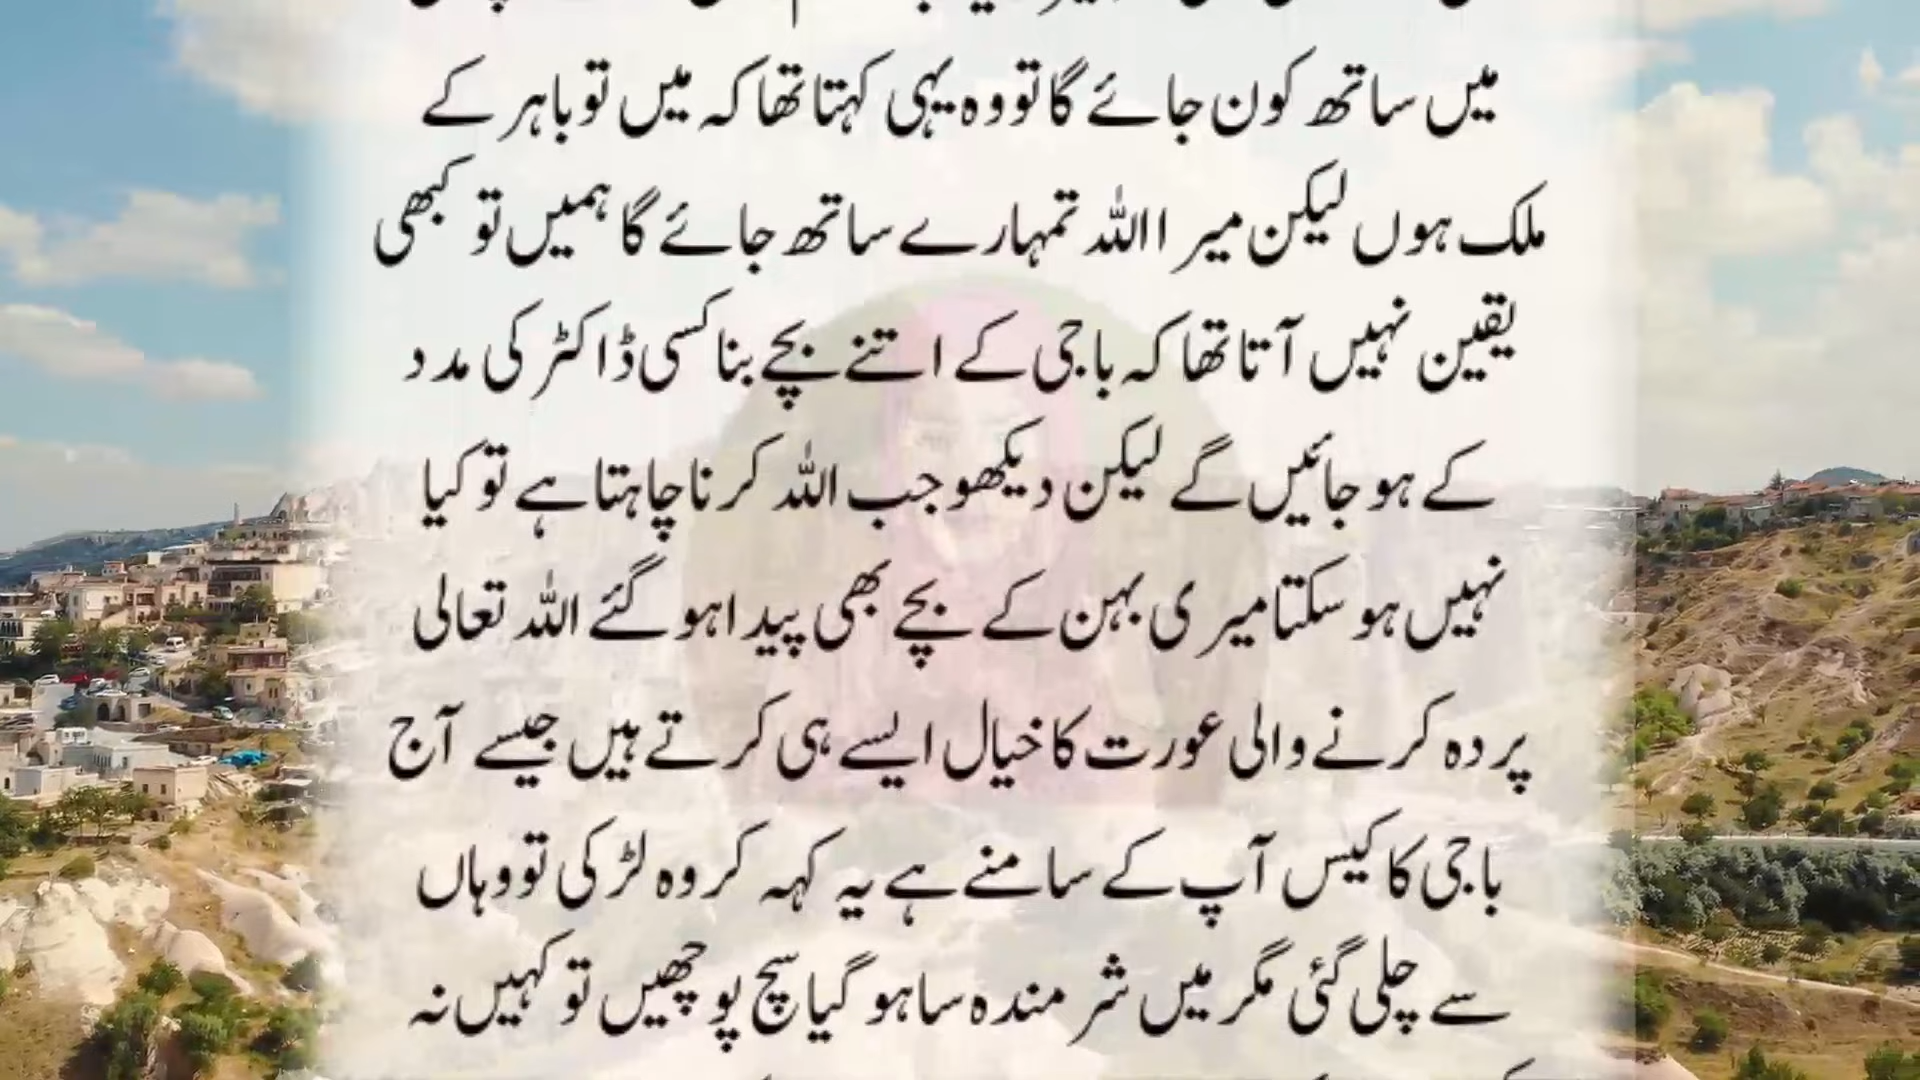 میں ساتھ کون جائے گا تو وہ یہی کہتا تھا کہ میں تو باہر کے
ملک ہوں لیکن میرا اللہ تمہارے ساتھ جائے گا ہمیں تو کبھی
یقین نہیں آتا تھا کہ باجی کے اتنے بچے بنا کسی ڈاکٹر کی مدد
کے ہو جائیں گے لیکن دیکھو جب اللہ کرنا چاہتا ہے تو کیا
نہیں ہو سکتا میری بہن کے بچے بھی پیدا ہو گئے اللہ تعالی
پردہ کرنے والی عورت کا خیال ایسے ہی کرتے ہیں جیسے آج
باجی کا کیس آپ کے سامنے ہے یہ کہہ کر وہ لڑکی تو وہاں
سے چلی گئی مگر میں شرمندہ سا ہو گیا سچ پوچھیں تو کہیں نہ